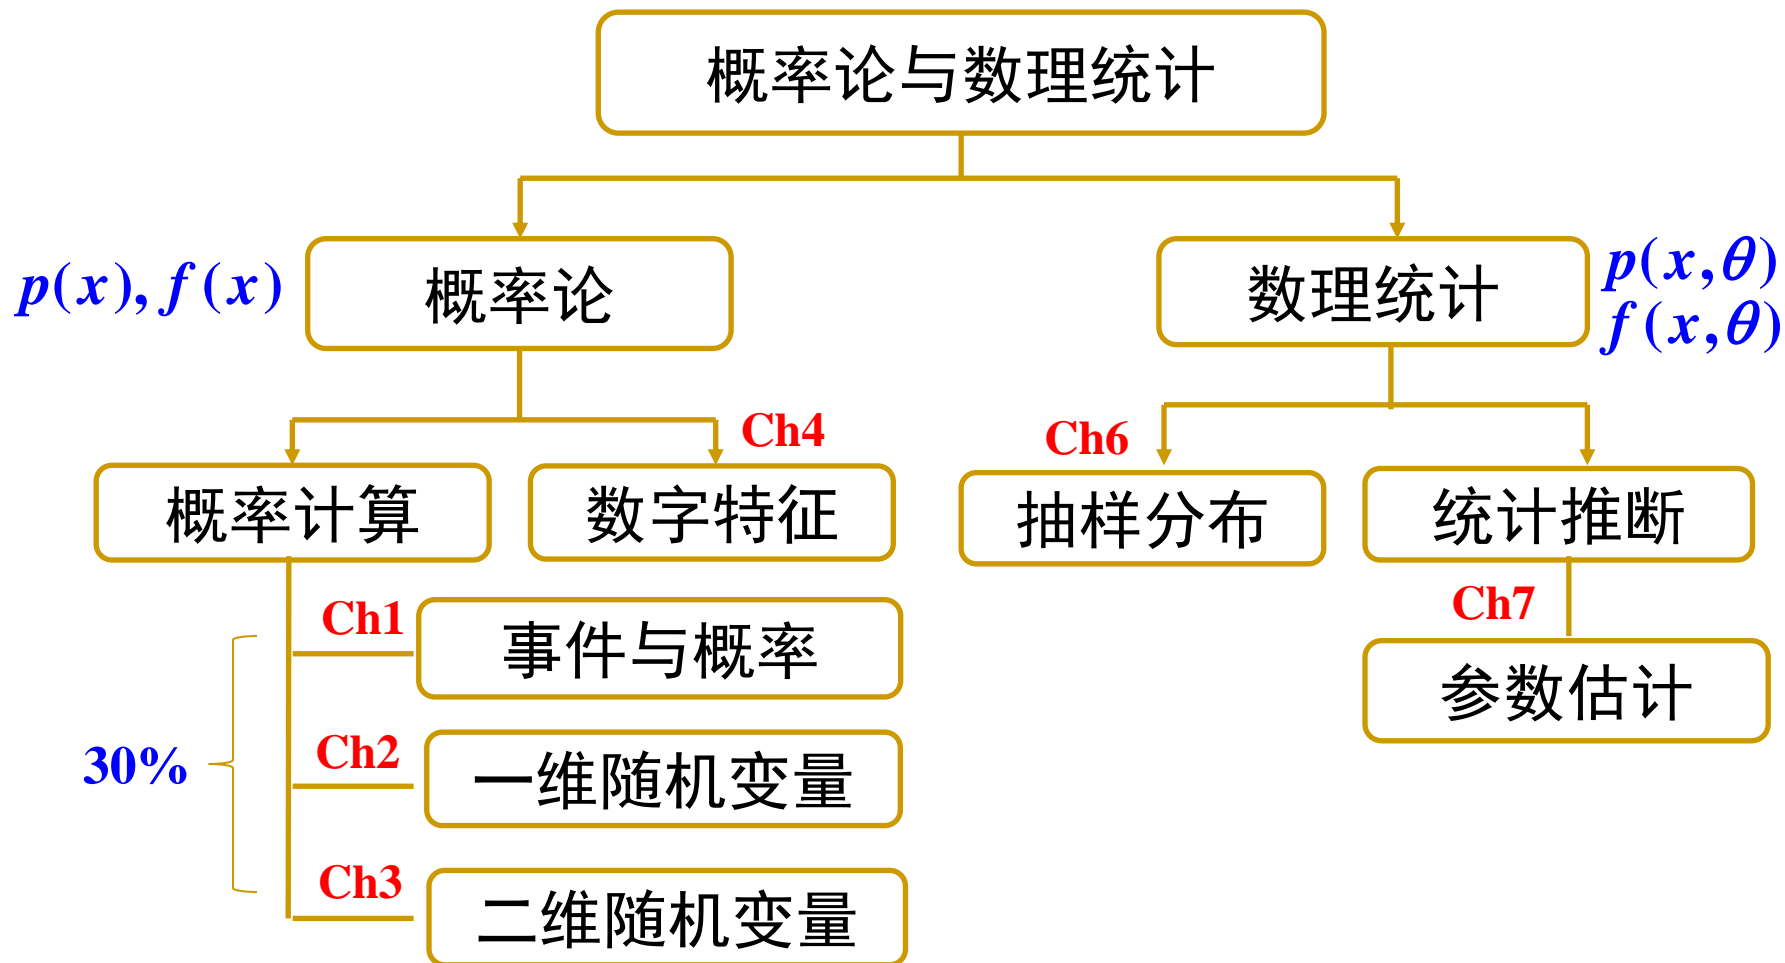 概率论与数理统计
p(x), f(x)
概率论
数理统计
p(x,θ)
f(x,θ)
Ch4
Ch6
概率计算
数字特征
抽样分布
统计推断
Ch1
事件与概率
Ch7
参数估计
30%
Ch2
一维随机变量
Ch3
二维随机变量